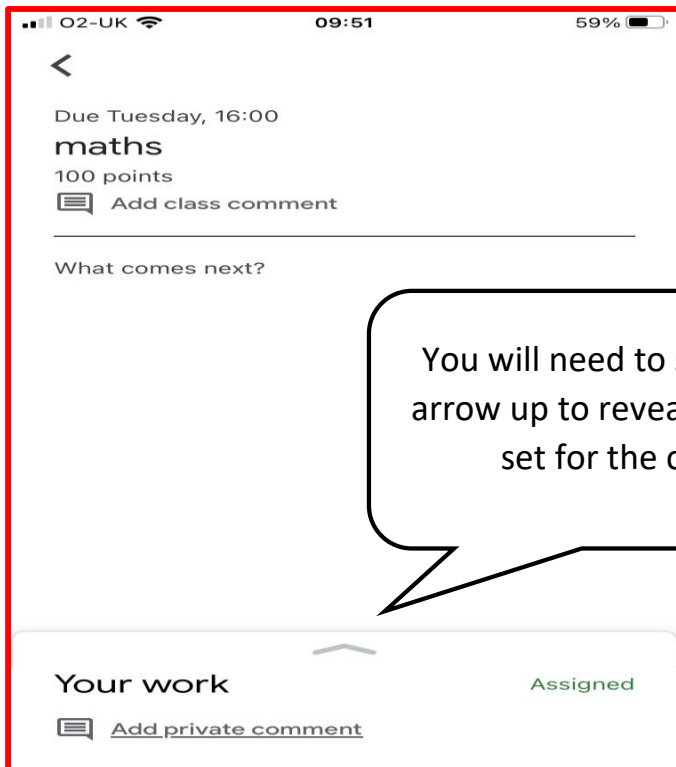 O2-UK 09:51 59%
Due Tuesday, 16:00
maths
100 points
Add class comment
What comes next?
You will need to
arrow up to
set for the
Your work Assigned
Add private comment